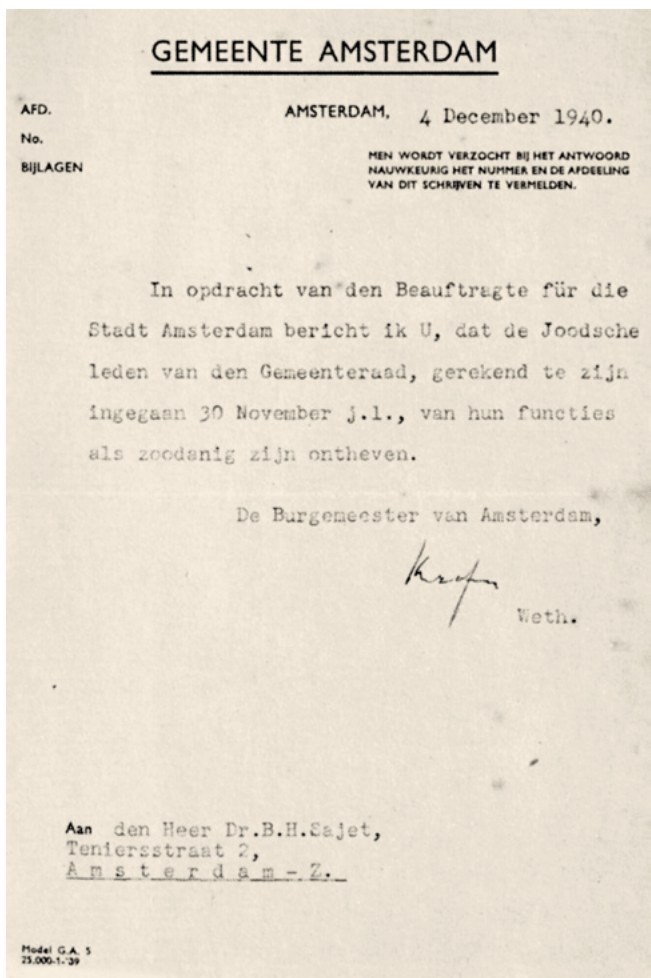 GEMEENTE AMSTERDAM
AFD.
AMSTERDAM, 4 December 1940.
No.
BIJLAGEN
MEN WORDT VERZOCHT BIJ HET ANTWOORD
NAUWKEURIG HET NUMMER EN DE AFDEELING
VAN DIT SCHRIJVEN TE VERMELDEN.
In opdracht van den Beauftragte für die
Stadt Amsterdam bericht ik U, dat de Joodsche
leden van den Gemeenteraad, gerekend te zijn
ingegaan 30 November j.l., van hun functies
als zoodanig zijn ontheven.
De Burgemeester van Amsterdam,
Weth.
Aan den Heer Dr.B.H.Sajet,
Teniersstraat 2,
Amsterdam-Z.
Model G.A. 5
25.000-1-'39